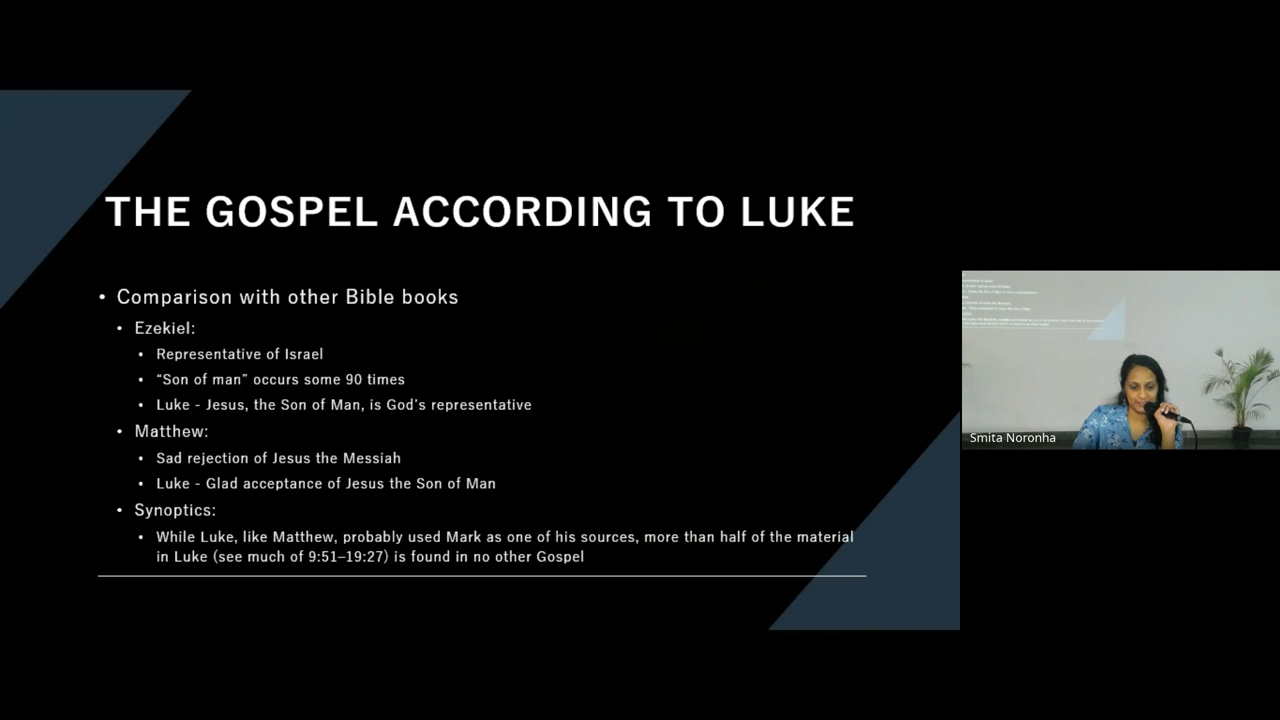 THE GOSPEL ACCORDING TO LUKE
• Comparison with other Bible books
• Ezekiel:
• Representative of Israel
• “Son of man” occurs some 90 times
• Luke - Jesus, the Son of Man, is God’s representative
• Matthew:
• Sad rejection of Jesus the Messiah
• Luke - Glad acceptance of Jesus the Son of Man
• Synoptics:
• While Luke, like Matthew, probably used Mark as one of his sources, more than half of the material
in Luke (see much of 9:51–19:27) is found in no other Gospel
Smita Noronha